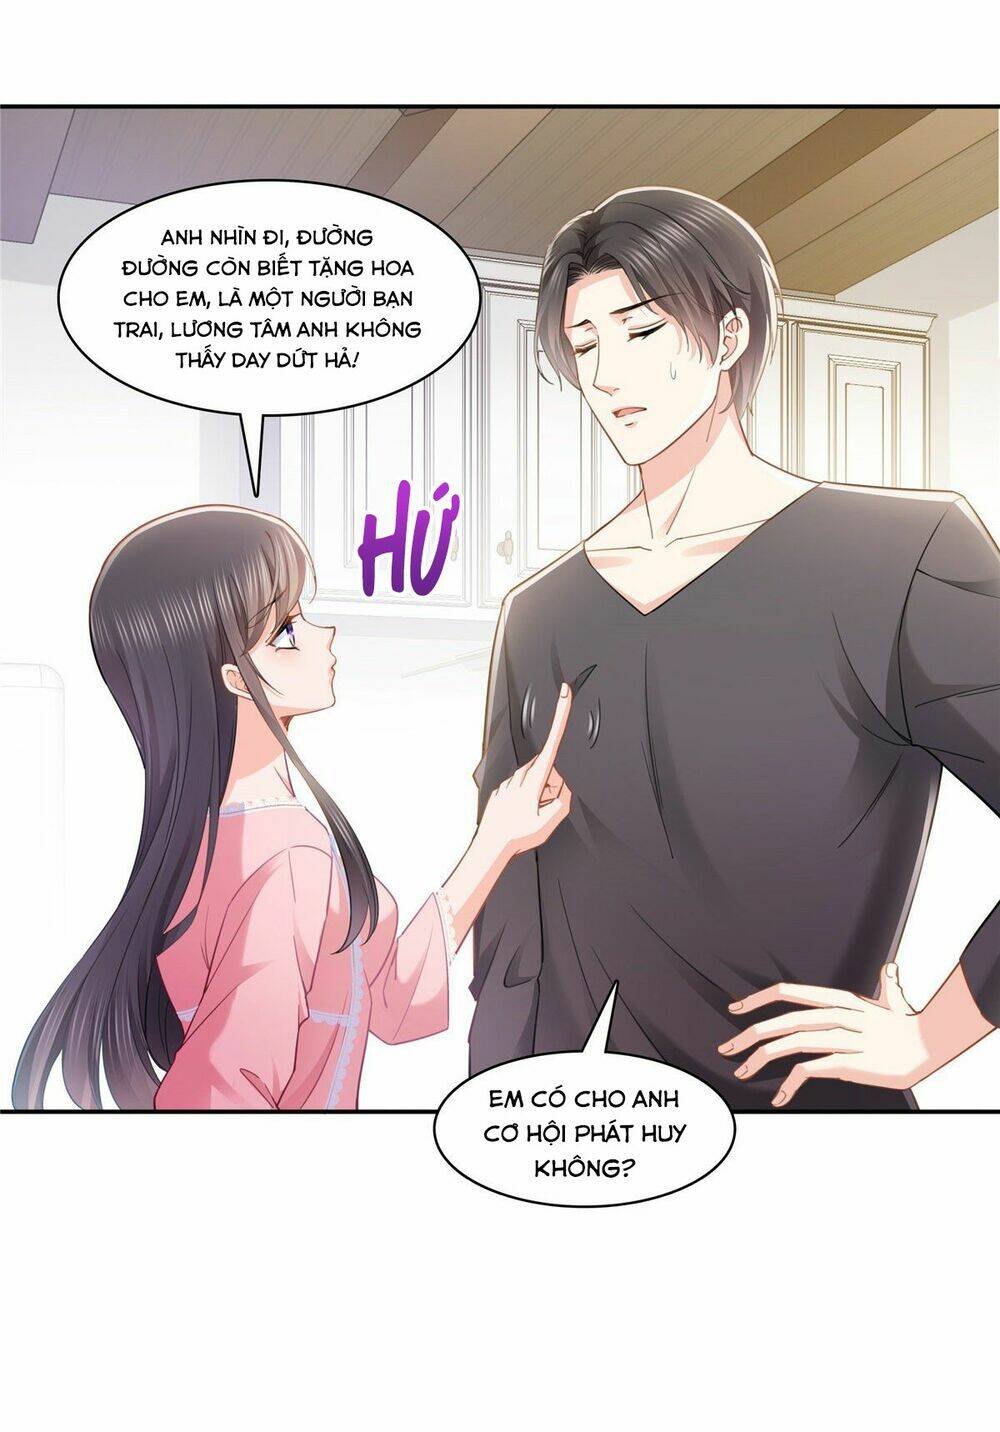 ANH NHÌN ĐI, ĐƯỜNG
ĐƯỜNG CÒN BIẾT TẶNG HOA
CHO EM, LÀ MỘT NGƯỜI BẠN
TRAI, LƯƠNG TÂM ANH KHÔNG
THẤY DAY DỨT HẢ!
HỨ
EM CÓ CHO ANH
CƠ HỘI PHÁT HUY
KHÔNG?